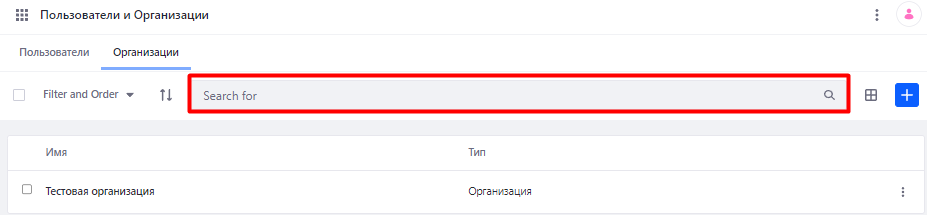 Пользователи и Организации
Пользователи Организации
Filter and Order Search for
Имя Тип
Тестовая организация Организация